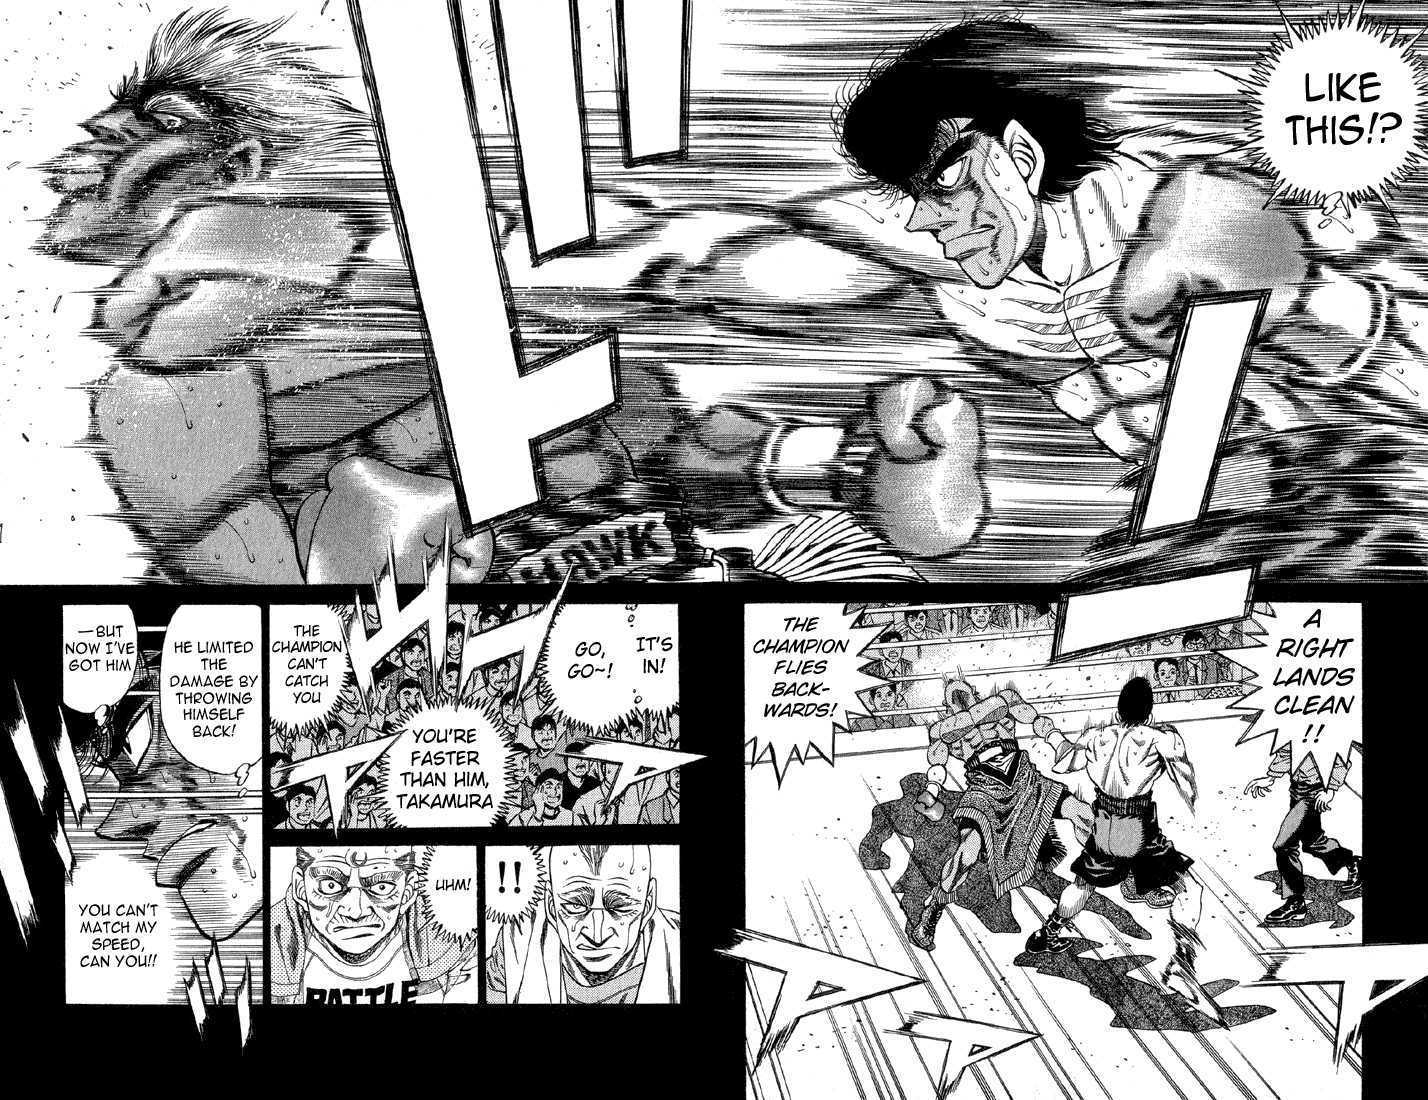 LIKE
THIS!?
HAWK
A
RIGHT
LANDS
CLEAN
!!
THE
CHAMPION
FLIES
BACK-
WARDS!
IT'S
IN!
GO,
GO~!
YOU'RE
FASTER
THAN HIM,
TAKAMURA
THE
CHAMPION
CAN'T
CATCH
YOU
!!
UHM!
BATTLE
HE LIMITED
THE
DAMAGE BY
THROWING
HIMSELF
BACK!
—BUT
NOW I'VE
GOT HIM
YOU CAN'T
MATCH MY
SPEED,
CAN YOU!!